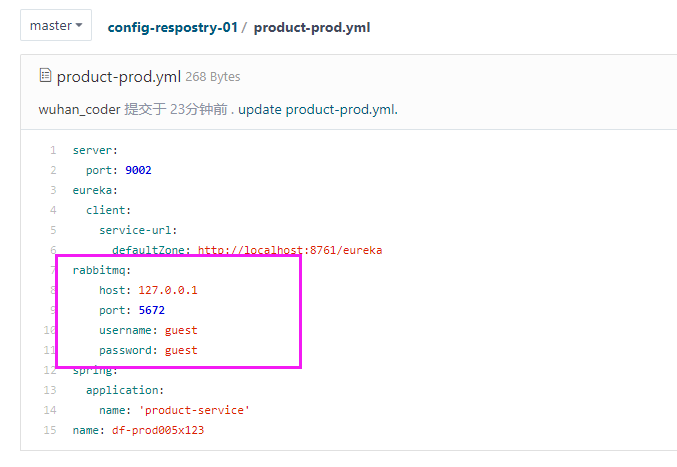 master
config-respostry-01 / product-prod.yml
product-prod.yml 268 Bytes
wuhan_coder 提交于 23分钟前 . update product-prod.yml.
1 server:
2 port: 9002
3 eureka:
4 client:
5 service-url:
6 defaultZone: http://localhost:8761/eureka
7 rabbitmq:
8 host: 127.0.0.1
9 port: 5672
10 username: guest
11 password: guest
12 spring:
13 application:
14 name: 'product-service'
15 name: df-prod005x123